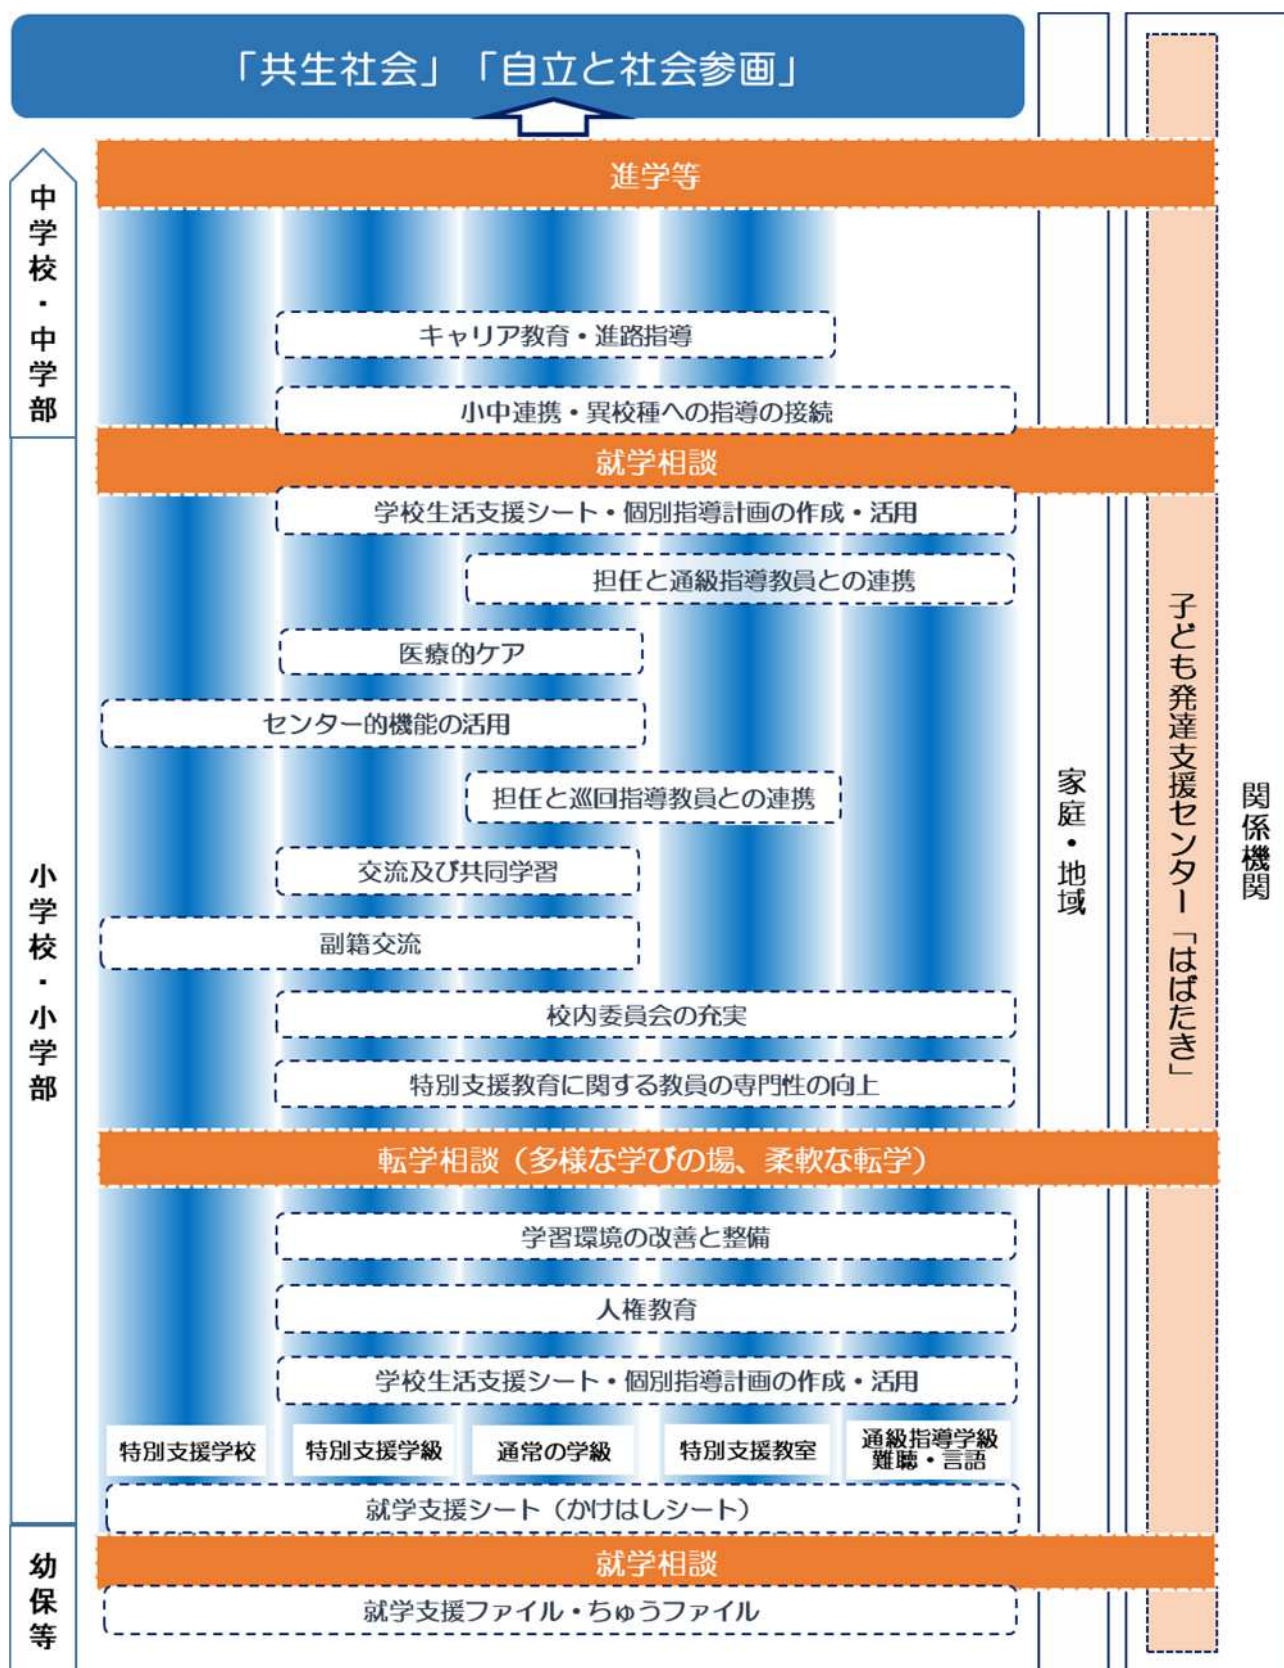 「共生社会」「自立と社会参画」
進学等
中学校・中学部
キャリア教育・進路指導
小中連携・異校種への指導の接続
就学相談
学校生活支援シート・個別指導計画の作成・活用
担任と通級指導教員との連携
医療的ケア
センター的機能の活用
担任と巡回指導教員との連携
交流及び共同学習
副籍交流
校内委員会の充実
特別支援教育に関する教員の専門性の向上
小学校・小学部
転学相談（多様な学びの場、柔軟な転学）
学習環境の改善と整備
人権教育
学校生活支援シート・個別指導計画の作成・活用
特別支援学校
特別支援学級
通常の学級
特別支援教室
通級指導学級
難聴・言語
就学支援シート（かけはしシート）
就学相談
就学支援ファイル・ちゅうファイル
幼保等
家庭・地域
子ども発達支援センター「はばたき」
関係機関